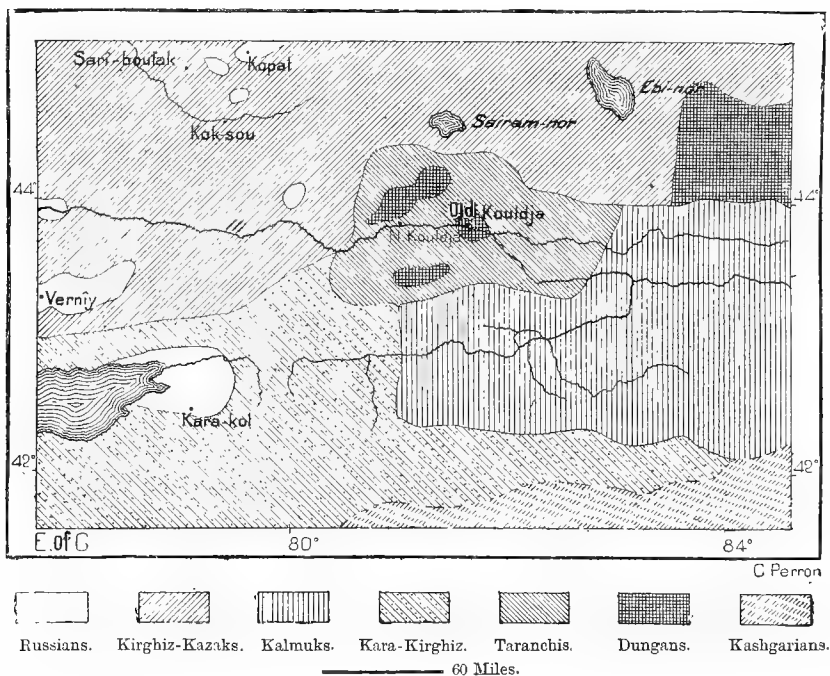 Sari-boulak
Kopal
Kok-sou
Sairam-nor
Ebi-nor
44°
44°
Old Kouldja
N. Kouldja
Verniy
Kara-kol
42°
42°
E. of G
80°
84°
C Perron
Russians. Kirghiz-Kazaks. Kalmuks. Kara-Kirghiz. Taranchis. Dungans. Kashgarians.
60 Miles.